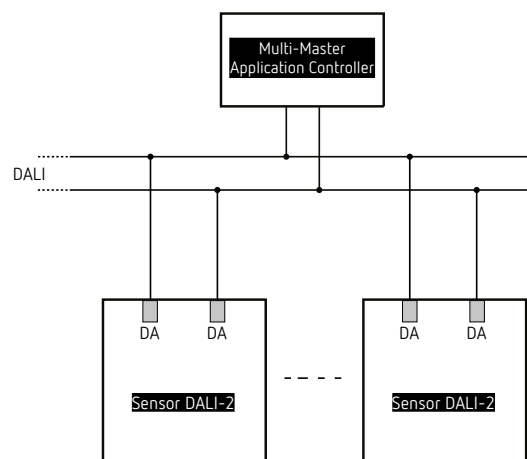 Multi-Master
Application Controller
DALI
DA DA DA DA
Sensor DALI-2 Sensor DALI-2